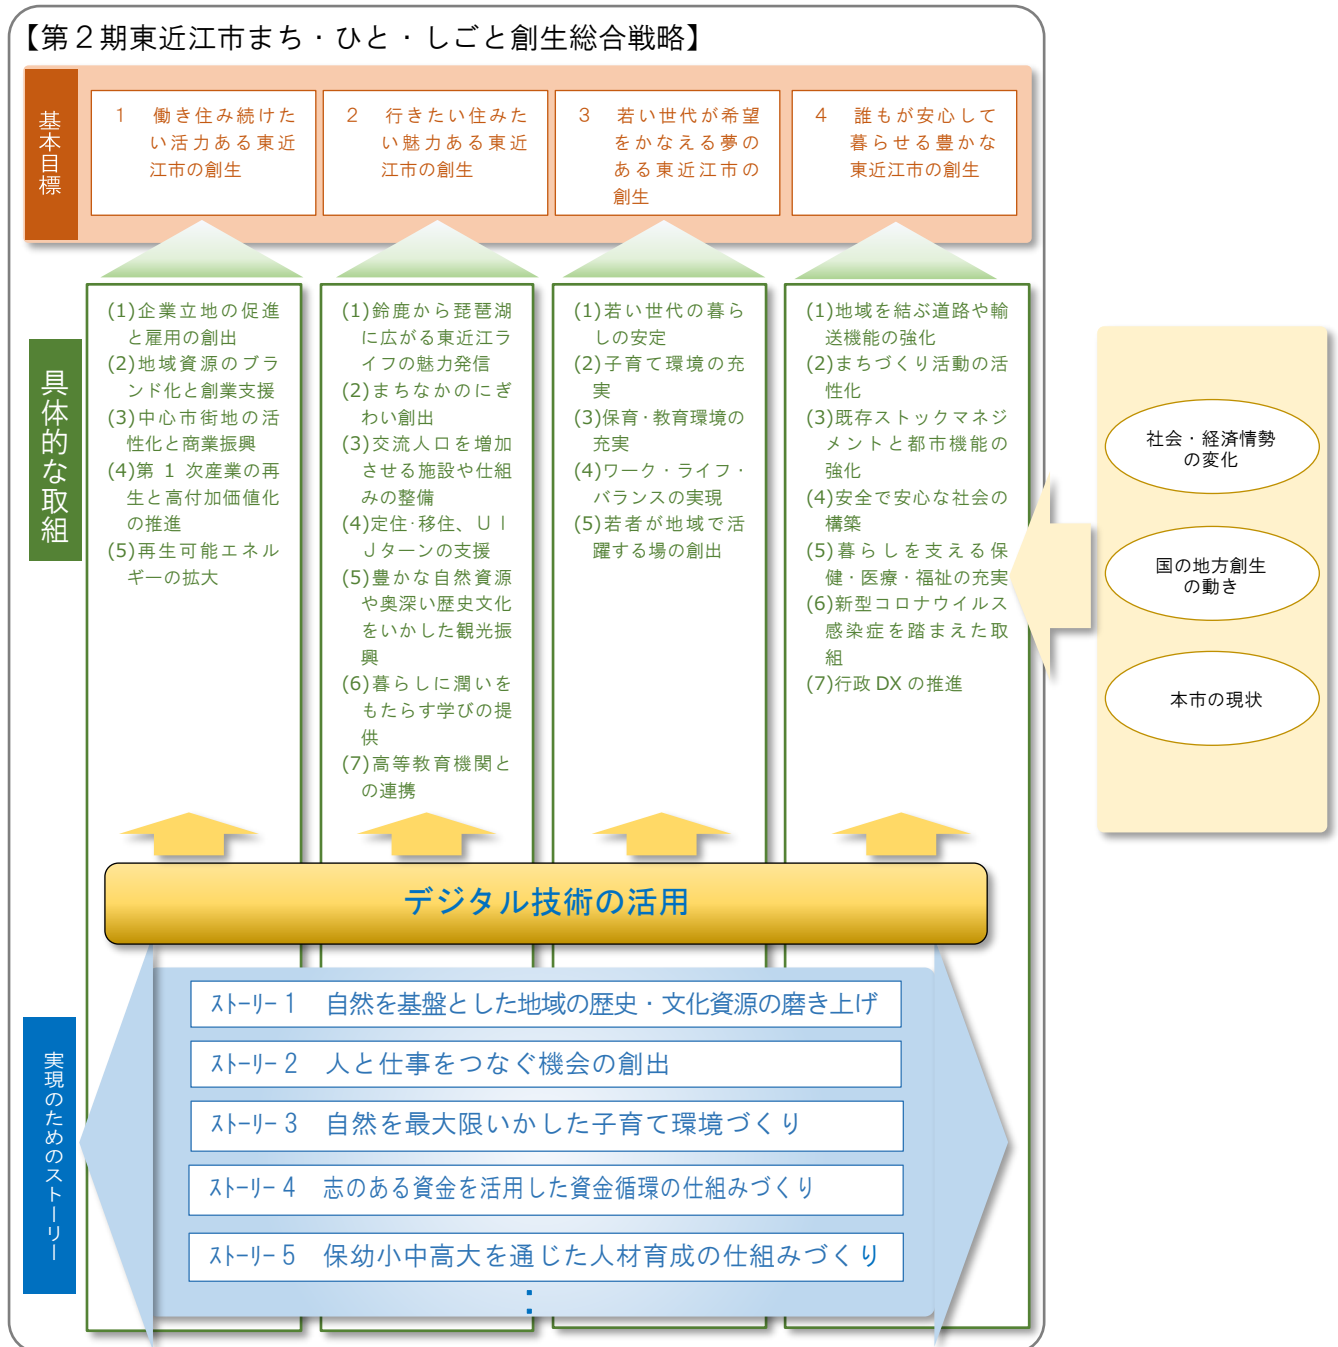 【第２期東近江市まち・ひと・しごと創生総合戦略】
基本目標
1 働き住み続けた
い活力ある東近
江市の創生
2 行きたい住みた
い魅力ある東近
江市の創生
3 若い世代が希望
をかなえる夢の
ある東近江市の
創生
4 誰もが安心して
暮らせる豊かな
東近江市の創生
具体的な取組
(1)企業立地の促進
と雇用の創出
(2)地域資源のブラ
ンド化と創業支援
(3)中心市街地の活
性化と商業振興
(4)第 1 次産業の再
生と高付加価値化
の推進
(5)再生可能エネル
ギーの拡大
(1)鈴鹿から琵琶湖
に広がる東近江ラ
イフの魅力発信
(2)まちなかのにぎ
わい創出
(3)交流人口を増加
させる施設や仕組
みの整備
(4)定住・移住、ＵＩ
Ｊターンの支援
(5)豊かな自然資源
や奥深い歴史文化
をいかした観光振
興
(6)暮らしに潤いを
もたらす学びの提
供
(7)高等教育機関と
の連携
(1)若い世代の暮ら
しの安定
(2)子育て環境の充
実
(3)保育・教育環境の
充実
(4)ワーク・ライフ・
バランスの実現
(5)若者が地域で活
躍する場の創出
(1)地域を結ぶ道路や輸
送機能の強化
(2)まちづくり活動の活
性化
(3)既存ストックマネジ
メントと都市機能の
強化
(4)安全で安心な社会の
構築
(5)暮らしを支える保
健・医療・福祉の充実
(6)新型コロナウイルス
感染症を踏まえた取
組
(7)行政 DX の推進
社会・経済情勢
の変化
国の地方創生
の動き
本市の現状
デジタル技術の活用
実現のためのストーリー
ｽﾄｰﾘｰ 1 自然を基盤とした地域の歴史・文化資源の磨き上げ
ｽﾄｰﾘｰ 2 人と仕事をつなぐ機会の創出
ｽﾄｰﾘｰ 3 自然を最大限いかした子育て環境づくり
ｽﾄｰﾘｰ 4 志のある資金を活用した資金循環の仕組みづくり
ｽﾄｰﾘｰ 5 保幼小中高大を通じた人材育成の仕組みづくり
：